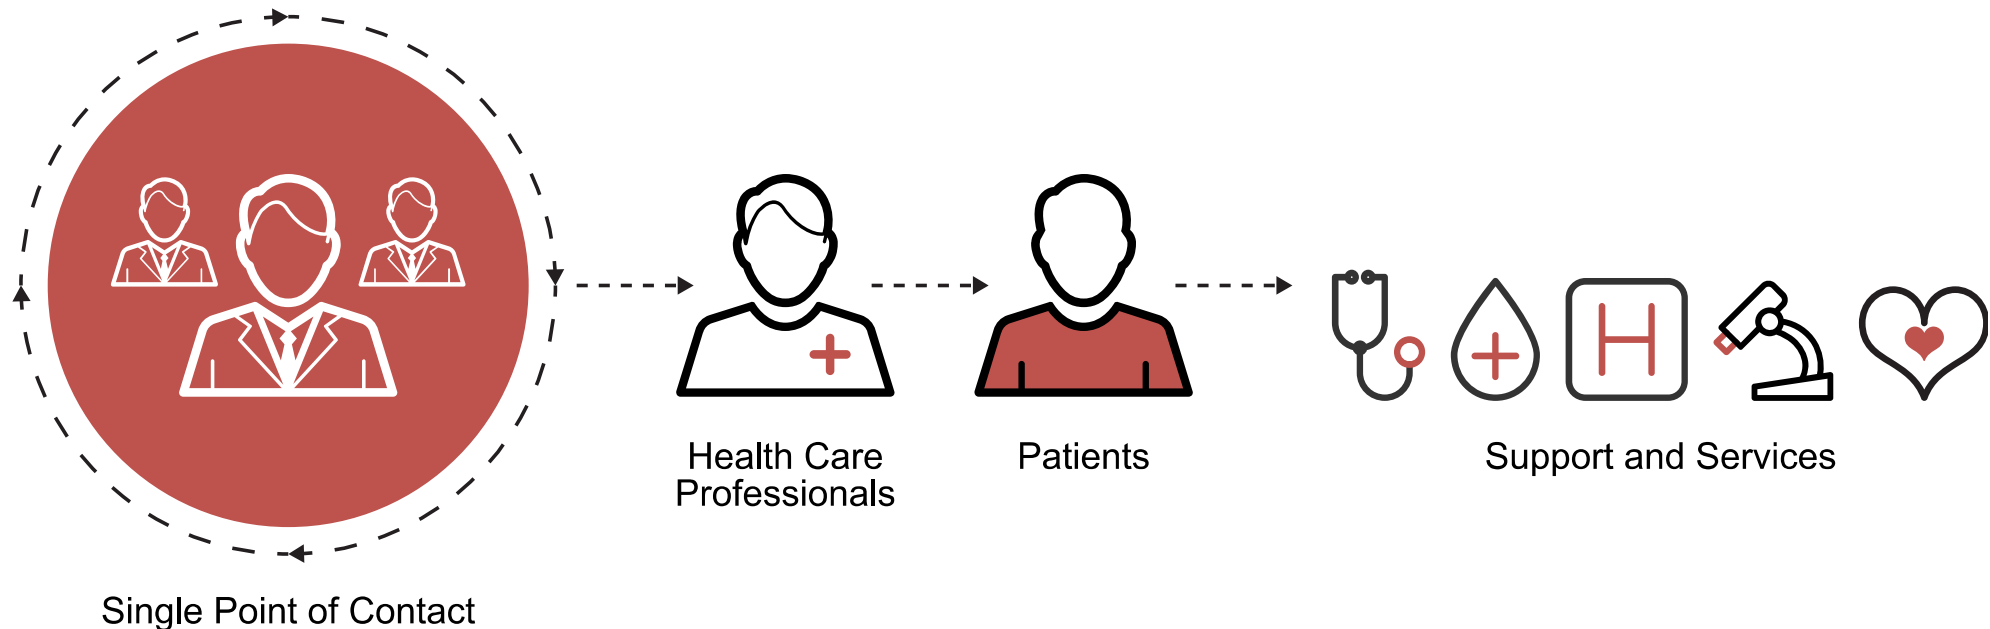 Health Care
Professionals
Patients
Support and Services
H
Single Point of Contact